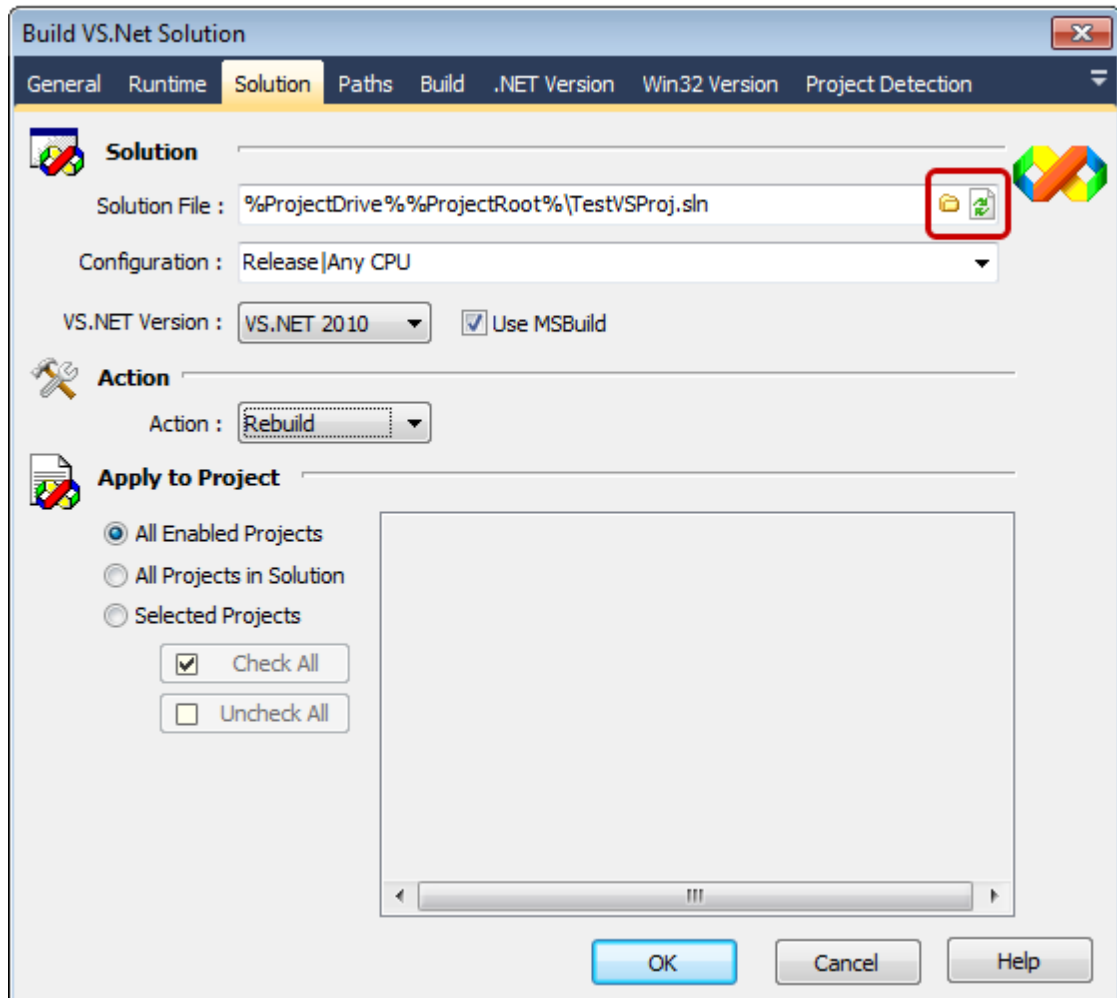 Build VS.Net Solution
General Runtime Solution Paths Build .NET Version Win32 Version Project Detection
Solution
Solution File : %ProjectDrive%%ProjectRoot%\TestVSProj.sln
Configuration : Release|Any CPU
VS.NET Version : VS.NET 2010 Use MSBuild
Action
Action : Rebuild
Apply to Project
All Enabled Projects
All Projects in Solution
Selected Projects
Check All
Uncheck All
OK Cancel Help